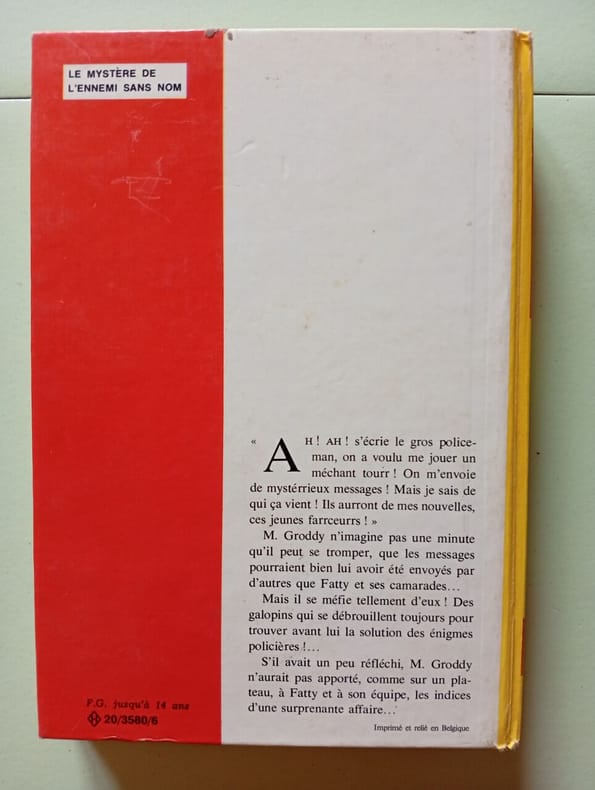 LE MYSTÈRE DE
L'ENNEMI SANS NOM
« AH ! AH ! s'écrie le gros police-
man, on a voulu me jouer un
méchant tourr ! On m'envoie
de mystérrieux messages ! Mais je sais de
qui ça vient ! Ils aurront de mes nouvelles,
ces jeunes farrceurrs ! »
M. Groddy n'imagine pas une minute
qu'il peut se tromper, que les messages
pourraient bien lui avoir été envoyés par
d'autres que Fatty et ses camarades...
Mais il se méfie tellement d'eux ! Des
galopins qui se débrouillent toujours pour
trouver avant lui la solution des énigmes
policières !...
S'il avait un peu réfléchi, M. Groddy
n'aurait pas apporté, comme sur un pla-
teau, à Fatty et à son équipe, les indices
d'une surprenante affaire...
Imprimé et relié en Belgique
F.G. jusqu'à 14 ans
H 20/3580/6